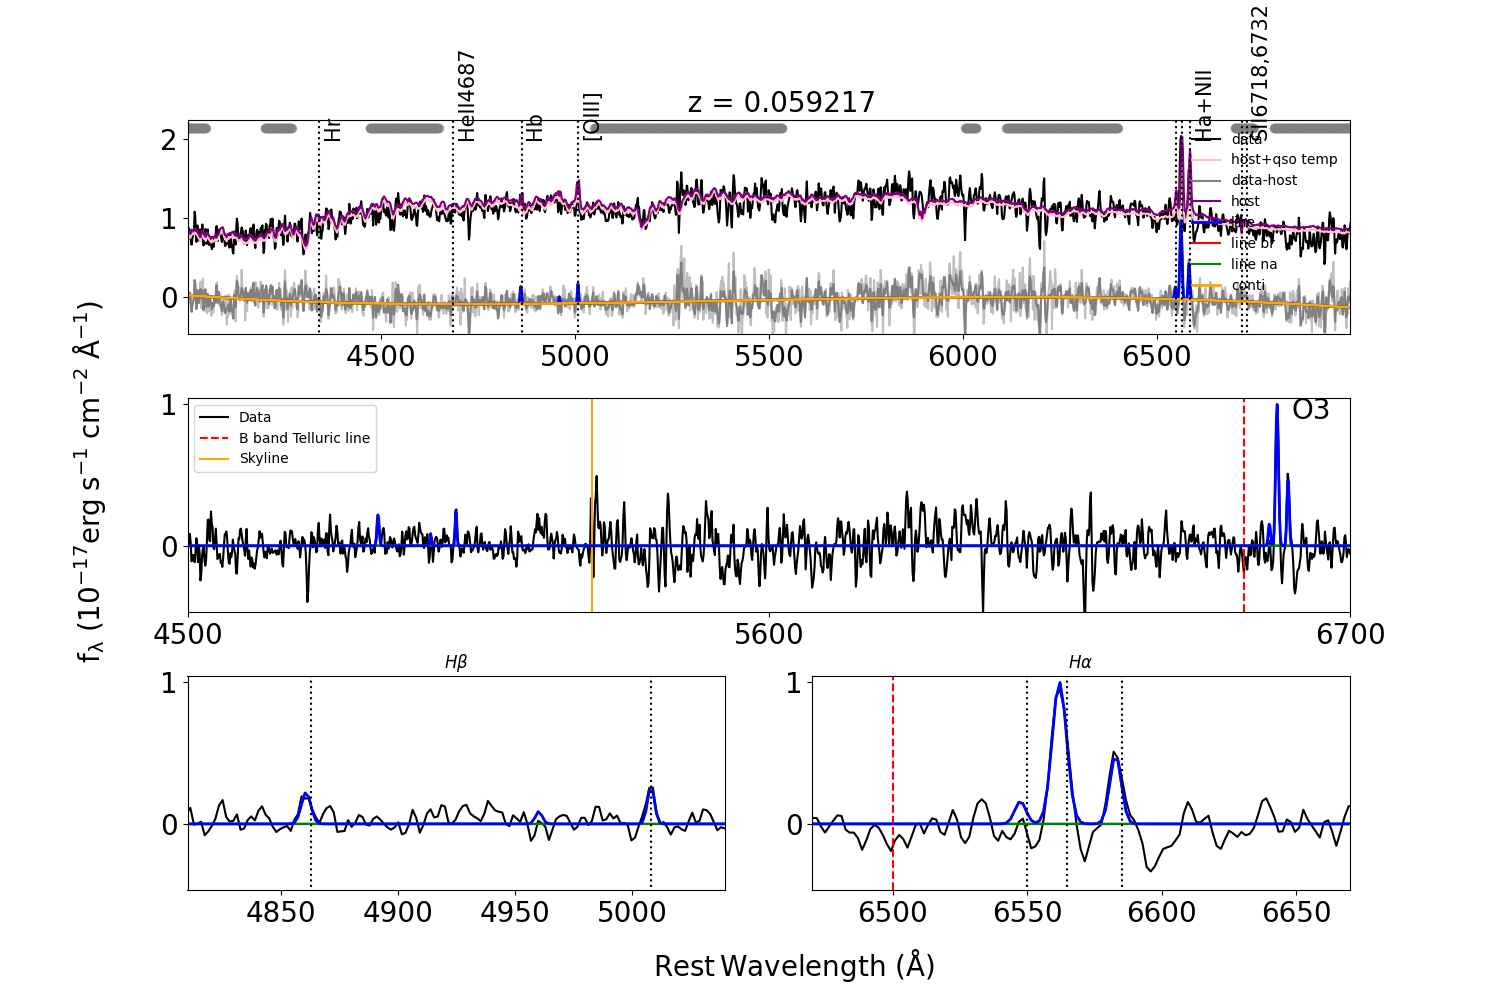 z = 0.059217
Hr
HeII4687
Hb
[OIII]
Ha+NII
SII6718,6732
data
host+qso temp
data-host
host
line br
line na
conti
2
1
0
4500 5000 5500 6000 6500
Data
B band Telluric line
Skyline
O3
1
0
4500 5600 6700
fλ (10⁻¹⁷erg s⁻¹ cm⁻² Å⁻¹)
Hβ
1
0
4850 4900 4950 5000
Hα
1
0
6500 6550 6600 6650
Rest Wavelength (Å)